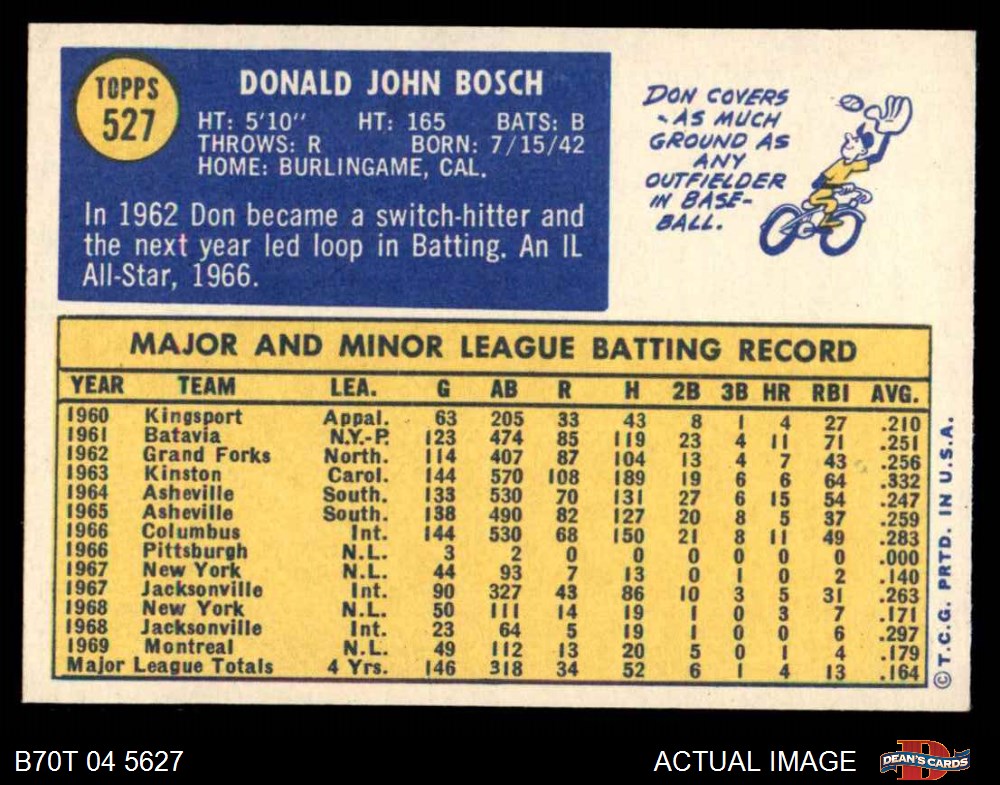 TOPPS
527
DONALD JOHN BOSCH
HT: 5'10" HT: 165 BATS: B
THROWS: R BORN: 7/15/42
HOME: BURLINGAME, CAL.
In 1962 Don became a switch-hitter and
the next year led loop in Batting. An IL
All-Star, 1966.
DON COVERS
AS MUCH
GROUND AS
ANY
OUTFIELDER
IN BASE-
BALL.
MAJOR AND MINOR LEAGUE BATTING RECORD
YEAR TEAM LEA. G AB R H 2B 3B HR RBI AVG.
1960 Kingsport Appal. 63 205 33 43 8 1 4 27 .210
1961 Batavia N.Y.-P. 123 474 85 119 23 4 11 71 .251
1962 Grand Forks North. 114 407 87 104 13 4 7 43 .256
1963 Kinston Carol. 144 570 108 189 19 6 6 64 .332
1964 Asheville South. 133 530 70 131 27 6 15 54 .247
1965 Asheville South. 138 490 82 127 20 8 5 37 .259
1966 Columbus Int. 144 530 68 150 21 8 11 49 .283
1966 Pittsburgh N.L. 3 2 0 0 0 0 0 0 .000
1967 New York N.L. 44 93 7 13 0 1 0 2 .140
1967 Jacksonville Int. 90 327 43 86 10 3 5 31 .263
1968 New York N.L. 50 111 14 19 1 0 3 7 .171
1968 Jacksonville Int. 23 64 5 19 1 0 0 6 .297
1969 Montreal N.L. 49 112 13 20 5 0 1 4 .179
Major League Totals 4 Yrs. 146 318 34 52 6 1 4 13 .164
©T.C.G. PRTD. IN U.S.A.
B70T 04 5627
ACTUAL IMAGE
D
DEAN'S CARDS